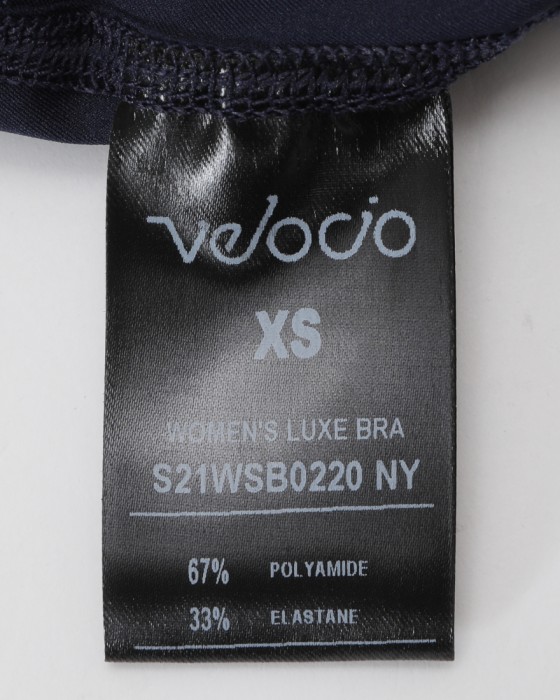 Velocio
XS
WOMEN'S LUXE BRA
S21WSB0220 NY
67% POLYAMIDE
33% ELASTANE